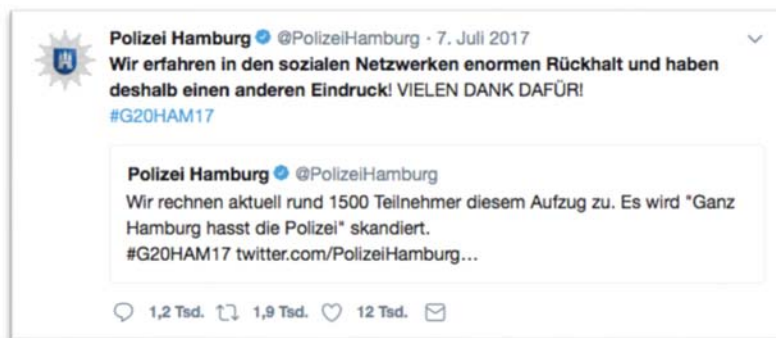 Polizei Hamburg @PolizeiHamburg · 7. Juli 2017
Wir erfahren in den sozialen Netzwerken enormen Rückhalt und haben
deshalb einen anderen Eindruck! VIELEN DANK DAFÜR!
#G20HAM17
Polizei Hamburg @PolizeiHamburg
Wir rechnen aktuell rund 1500 Teilnehmer diesem Aufzug zu. Es wird "Ganz
Hamburg hasst die Polizei" skandiert.
#G20HAM17 twitter.com/PolizeiHamburg...
1,2 Tsd. 1,9 Tsd. 12 Tsd.